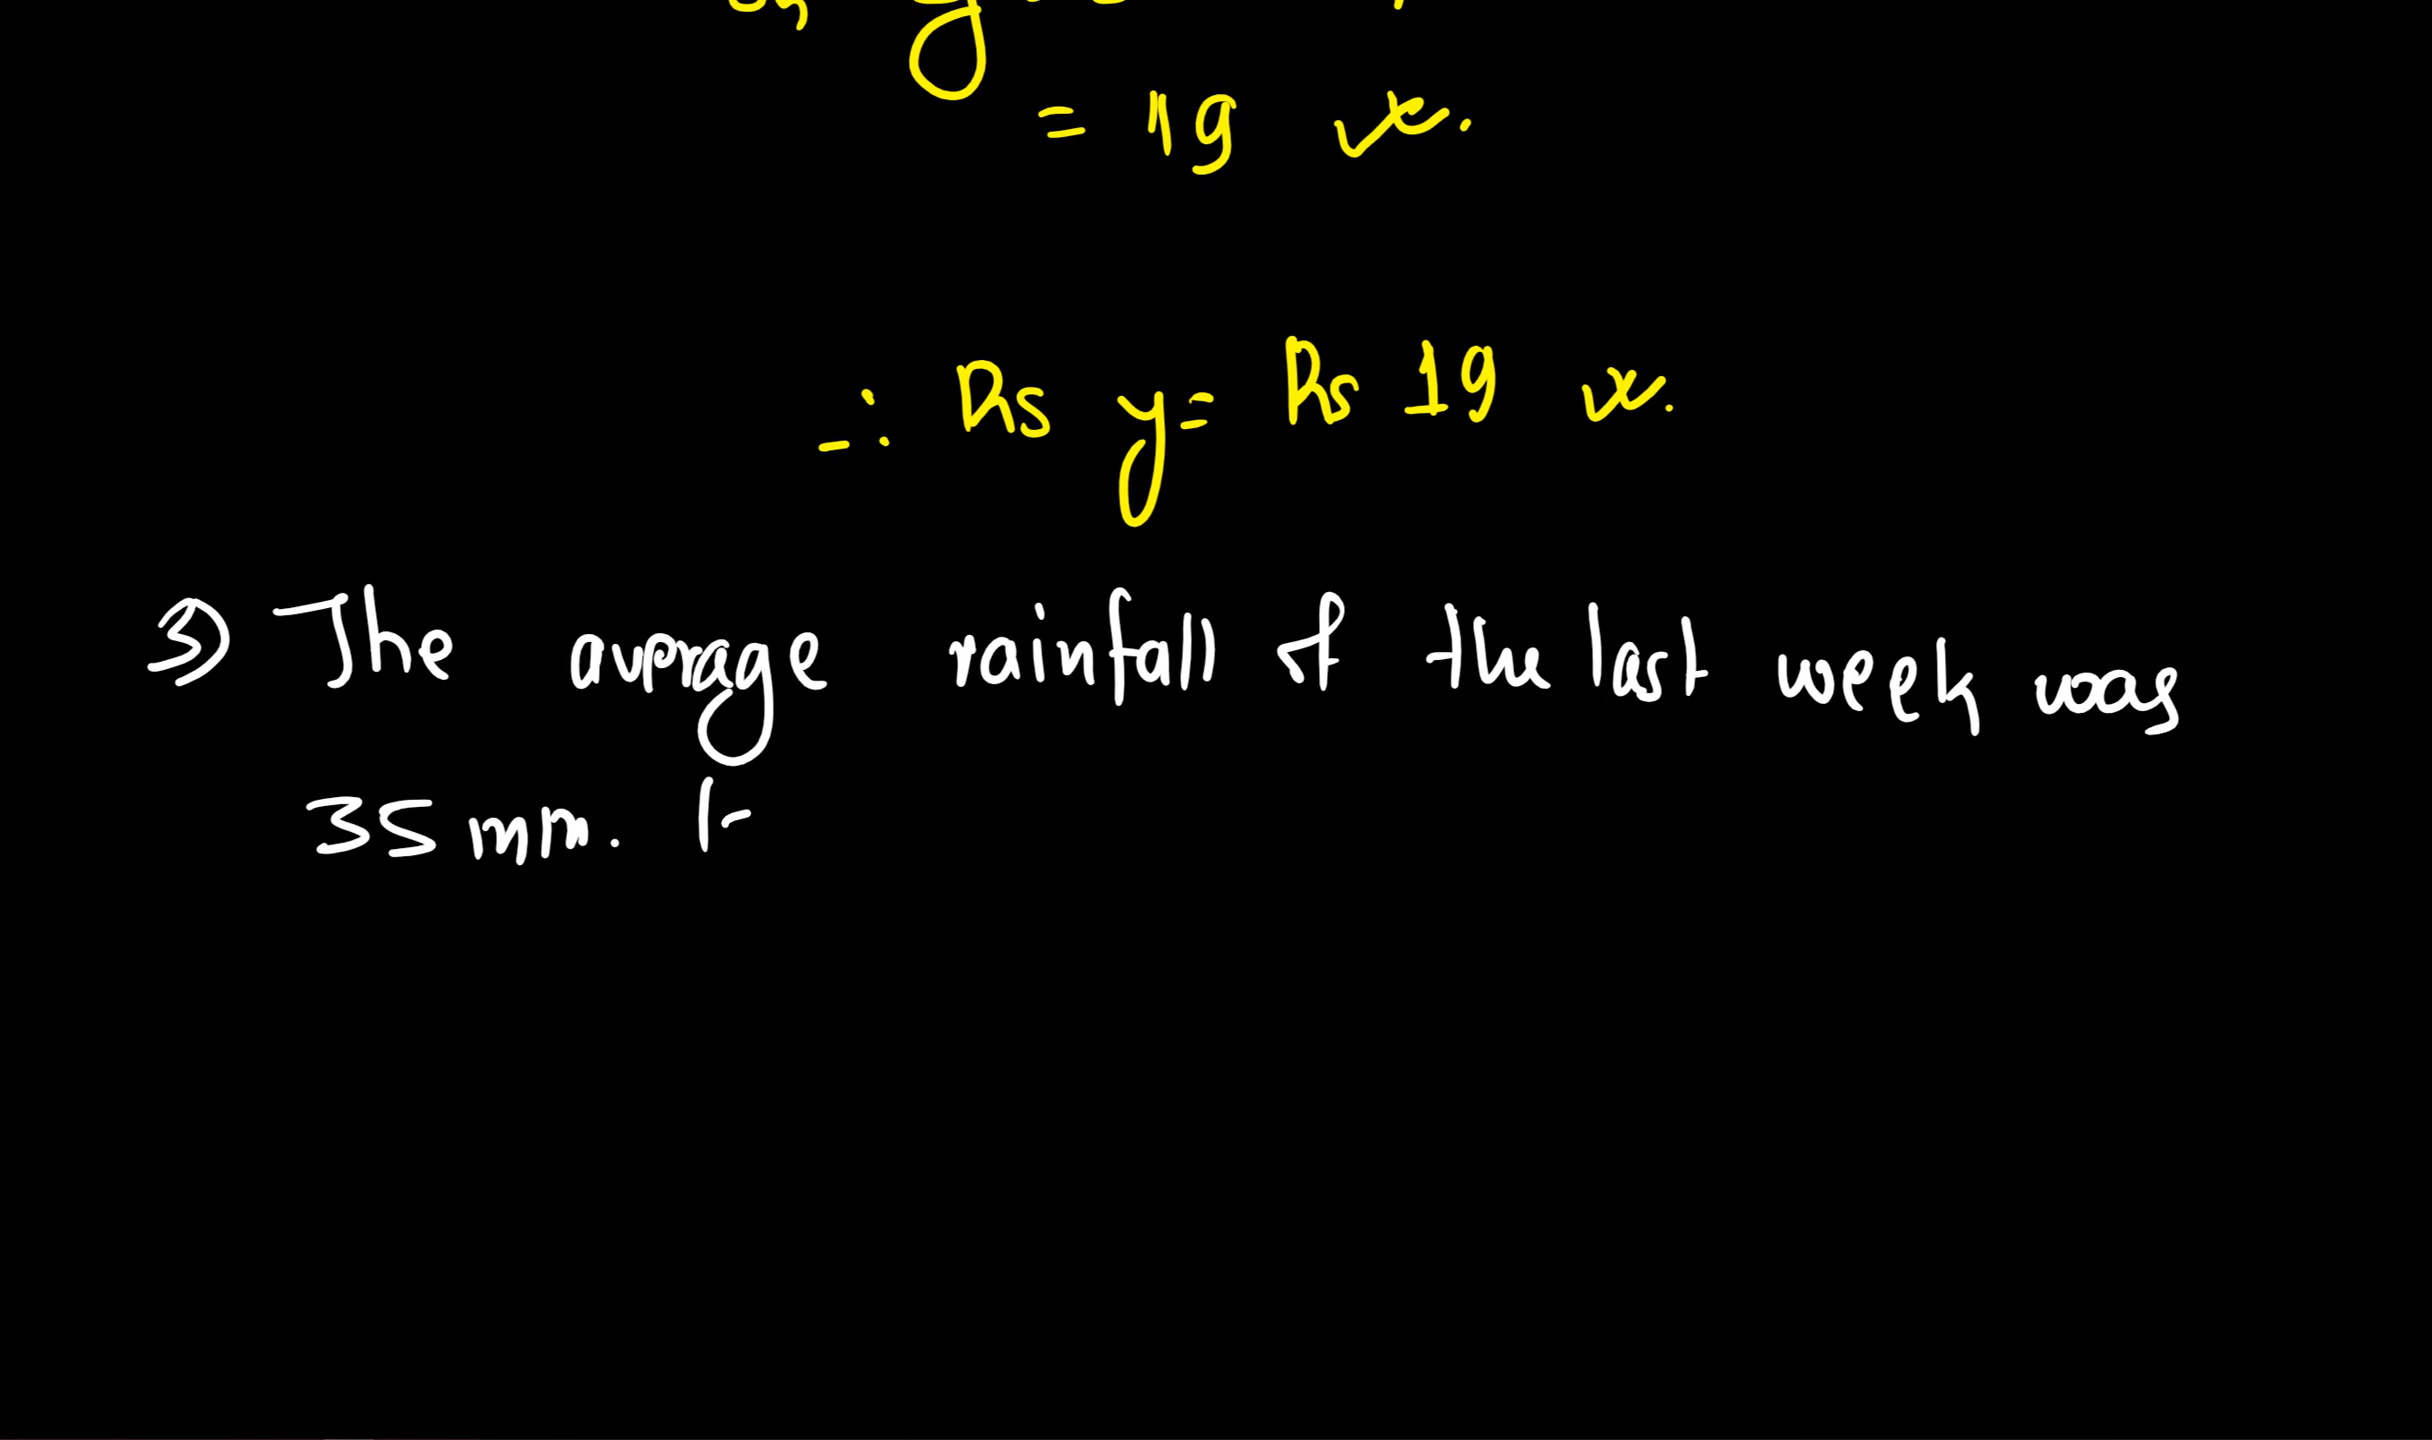 = 19
∴ Rs y = Rs 19
3) The average rainfall of the last week was
35 mm.